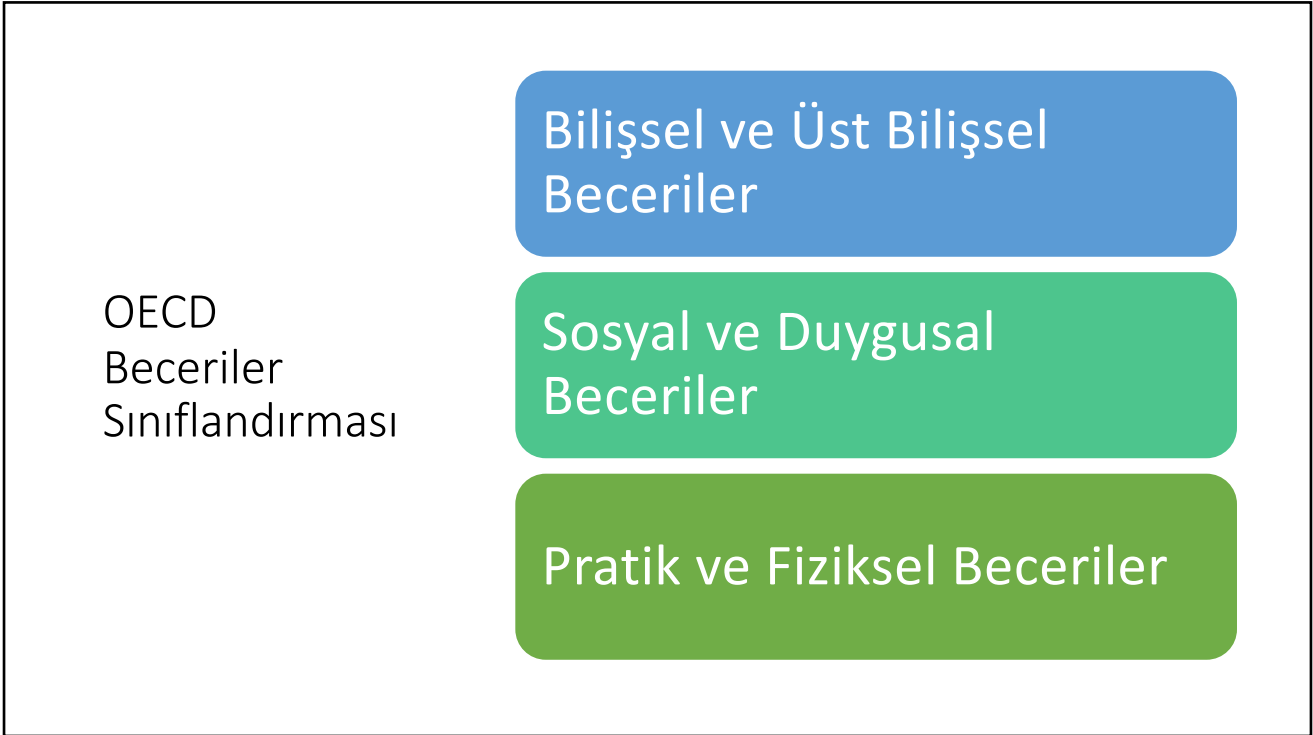 OECD
Beceriler
Sınıflandırması
Bilişsel ve Üst Bilişsel
Beceriler
Sosyal ve Duygusal
Beceriler
Pratik ve Fiziksel Beceriler